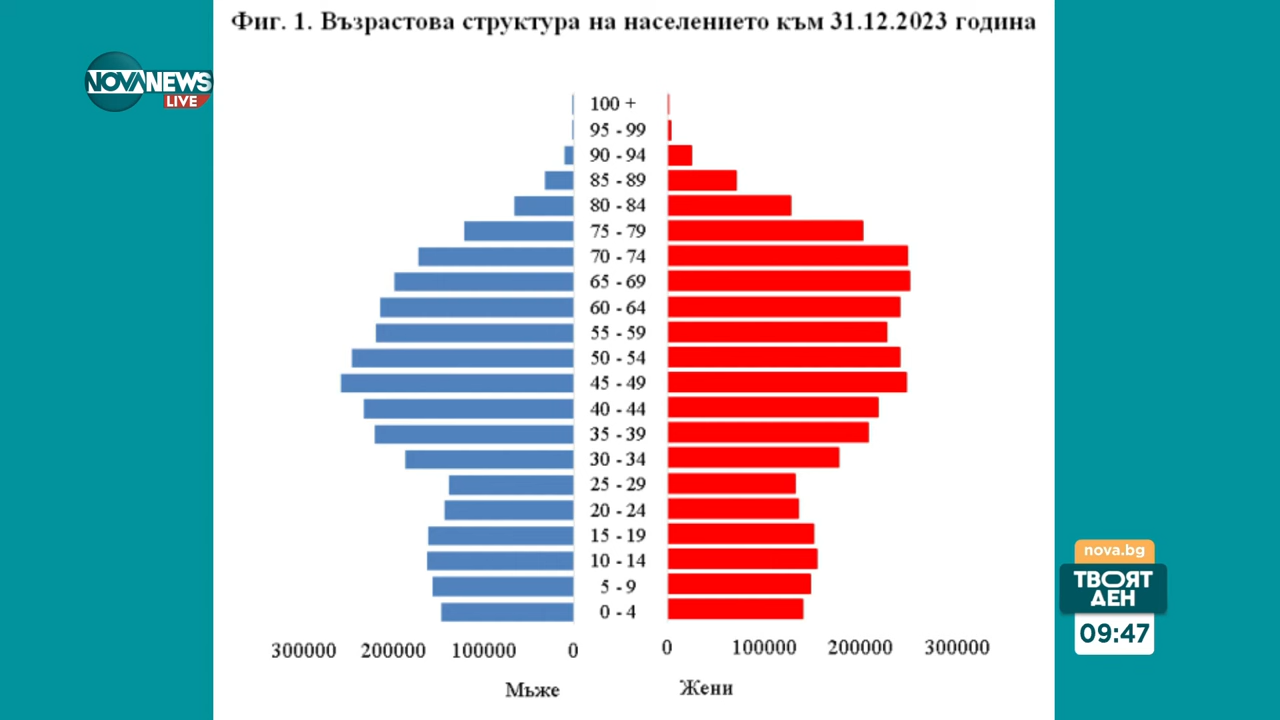 Фиг. 1. Възрастова структура на населението към 31.12.2023 година
NOVANEWS
LIVE
100 +
95 - 99
90 - 94
85 - 89
80 - 84
75 - 79
70 - 74
65 - 69
60 - 64
55 - 59
50 - 54
45 - 49
40 - 44
35 - 39
30 - 34
25 - 29
20 - 24
15 - 19
10 - 14
5 - 9
0 - 4
300000 200000 100000 0 0 100000 200000 300000
Мъже Жени
nova.bg
ТВОЯТ
ДЕН
09:47